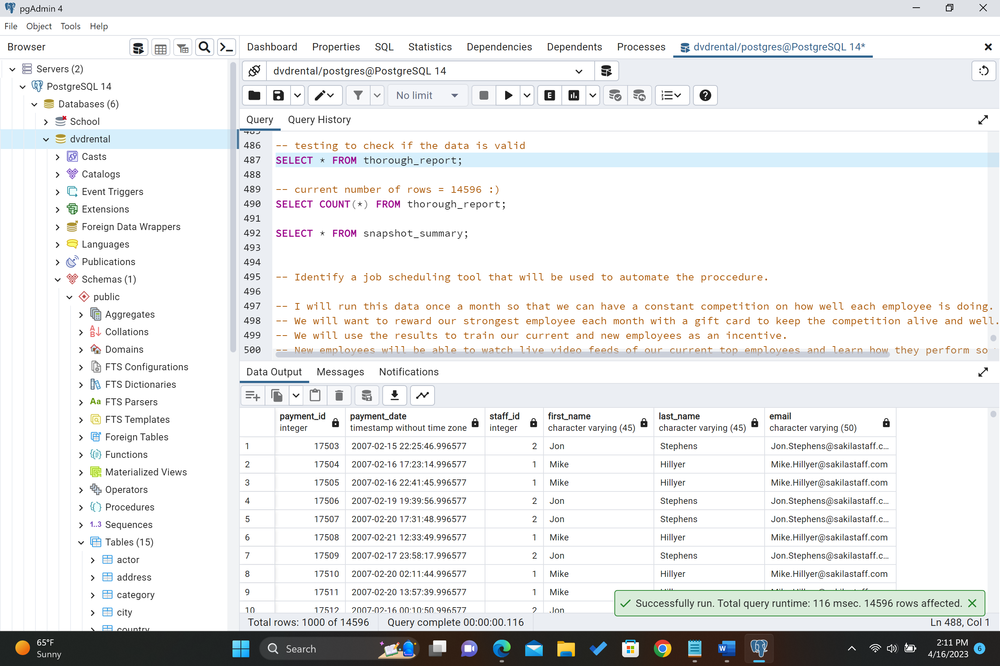 pgAdmin 4
File Object Tools Help
Browser
Dashboard Properties SQL Statistics Dependencies Dependents Processes dvdrental/postgres@PostgreSQL 14*
Servers (2)
PostgreSQL 14
Databases (6)
School
dvdrental
Casts
Catalogs
Event Triggers
Extensions
Foreign Data Wrappers
Languages
Publications
Schemas (1)
public
Aggregates
Collations
Domains
FTS Configurations
FTS Dictionaries
Aa FTS Parsers
FTS Templates
Foreign Tables
Functions
Materialized Views
Operators
Procedures
1..3 Sequences
Tables (15)
actor
address
category
city
country
dvdrental/postgres@PostgreSQL 14
No limit
E
Query Query History
485
486 -- testing to check if the data is valid
487 SELECT * FROM thorough_report;
488
489 -- current number of rows = 14596 :)
490 SELECT COUNT(*) FROM thorough_report;
491
492 SELECT * FROM snapshot_summary;
493
494
495 -- Identify a job scheduling tool that will be used to automate the proccedure.
496
497 -- I will run this data once a month so that we can have a constant competition on how well each employee is doing.
498 -- We will want to reward our strongest employee each month with a gift card to keep the competition alive and well.
499 -- We will use the results to train our current and new employees as an incentive.
500 -- New employees will be able to watch live video feeds of our current top employees and learn how they perform so
Data Output Messages Notifications
payment_id payment_date staff_id first_name last_name email
integer timestamp without time zone integer character varying (45) character varying (45) character varying (50)
1 17503 2007-02-15 22:25:46.996577 2 Jon Stephens Jon.Stephens@sakilastaff.c...
2 17504 2007-02-16 17:23:14.996577 1 Mike Hillyer Mike.Hillyer@sakilastaff.com
3 17505 2007-02-16 22:41:45.996577 1 Mike Hillyer Mike.Hillyer@sakilastaff.com
4 17506 2007-02-19 19:39:56.996577 2 Jon Stephens Jon.Stephens@sakilastaff.c...
5 17507 2007-02-20 17:31:48.996577 2 Jon Stephens Jon.Stephens@sakilastaff.c...
6 17508 2007-02-21 12:33:49.996577 1 Mike Hillyer Mike.Hillyer@sakilastaff.com
7 17509 2007-02-17 23:58:17.996577 2 Jon Stephens Jon.Stephens@sakilastaff.c...
8 17510 2007-02-20 02:11:44.996577 1 Mike Hillyer Mike.Hillyer@sakilastaff.com
9 17511 2007-02-20 13:57:39.996577 1 Mike
10 17512 2007-02-16 00:10:50.996577 2 Jon
Successfully run. Total query runtime: 116 msec. 14596 rows affected.
Total rows: 1000 of 14596 Query complete 00:00:00.116 Ln 488, Col 1
65°F
Sunny
Search
W
2:11 PM
4/16/2023
6